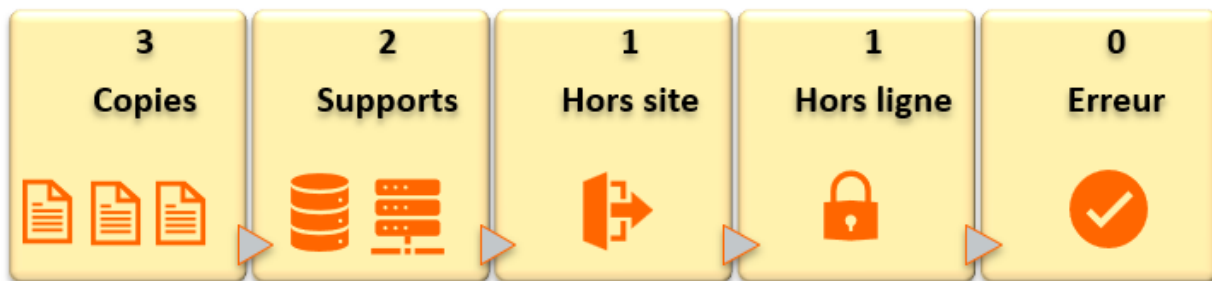 3
Copies
2
Supports
1
Hors site
1
Hors ligne
0
Erreur